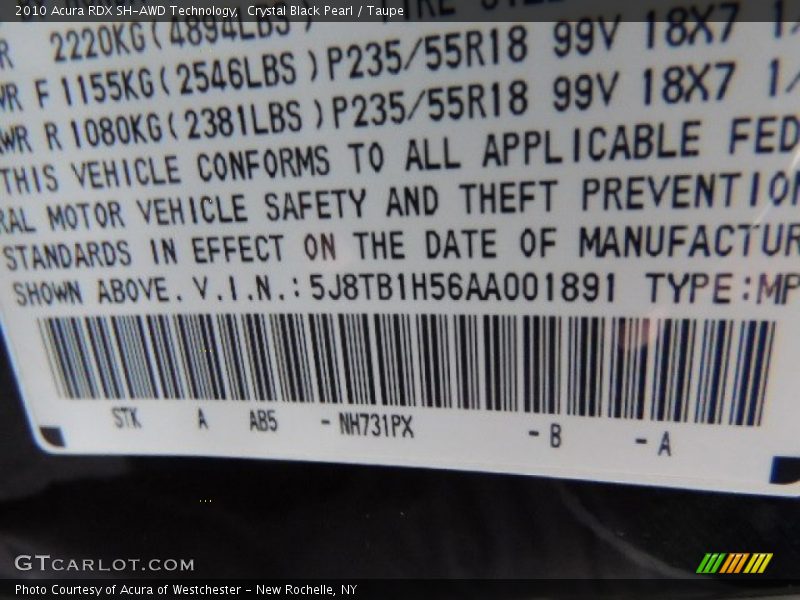 2010 Acura RDX SH-AWD Technology, Crystal Black Pearl / Taupe
2220KG(4894LBS)
WR F 1155KG(2546LBS)P235/55R18 99V 18X7 1/
WR R 1080KG(2381LBS)P235/55R18 99V 18X7 1/
THIS VEHICLE CONFORMS TO ALL APPLICABLE FED
RAL MOTOR VEHICLE SAFETY AND THEFT PREVENTION
STANDARDS IN EFFECT ON THE DATE OF MANUFACTUR
SHOWN ABOVE. V.I.N.:5J8TB1H56AA001891 TYPE:MP
STK A AB5 -NH731PX -B -A
GTCARLOT.COM
Photo Courtesy of Acura of Westchester - New Rochelle, NY